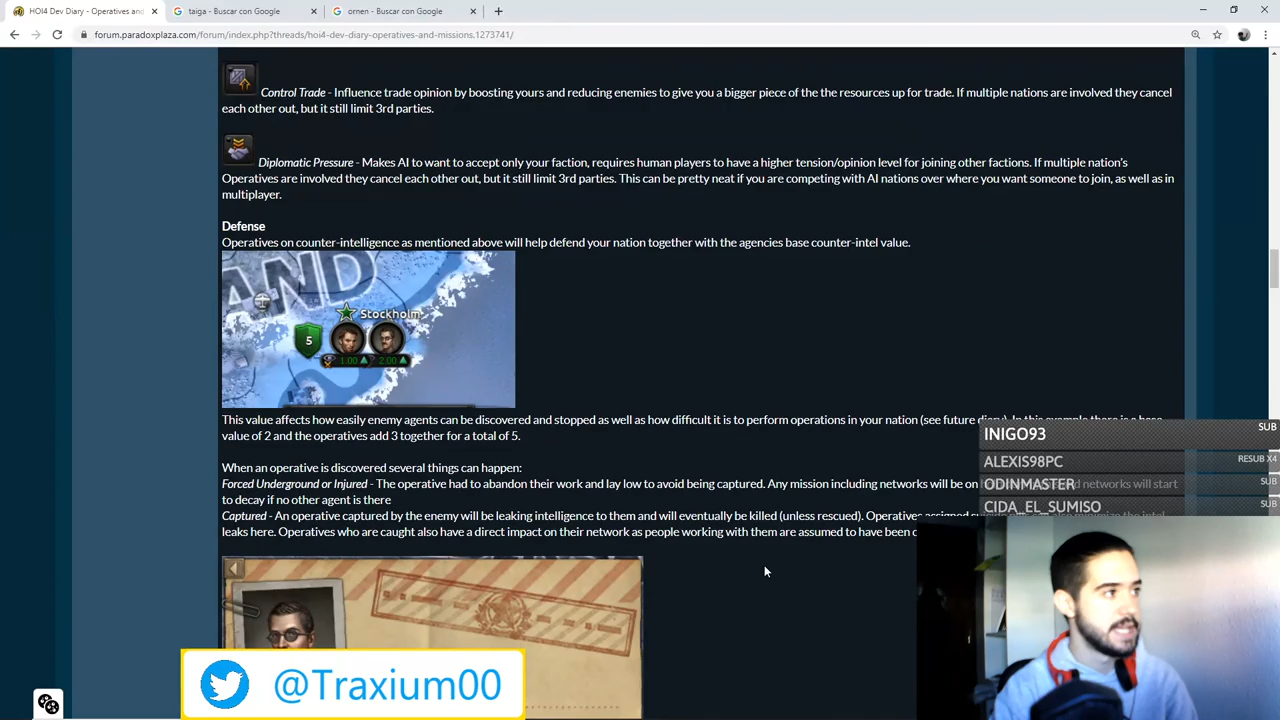 HOI4 Dev Diary - Operatives and
taiga - Buscar con Google
ornen - Buscar con Google
forum.paradoxplaza.com/forum/index.php?threads/hoi4-dev-diary-operatives-and-missions.1273741/
Control Trade - Influence trade opinion by boosting yours and reducing enemies to give you a bigger piece of the the resources up for trade. If multiple nations are involved they cancel
each other out, but it still limit 3rd parties.
Diplomatic Pressure - Makes AI to want to accept only your faction, requires human players to have a higher tension/opinion level for joining other factions. If multiple nation's
Operatives are involved they cancel each other out, but it still limit 3rd parties. This can be pretty neat if you are competing with AI nations over where you want someone to join, as well as in
multiplayer.
Defense
Operatives on counter-intelligence as mentioned above will help defend your nation together with the agencies base counter-intel value.
AND
Stockholm
5
1.00 2.00
This value affects how easily enemy agents can be discovered and stopped as well as how difficult it is to perform operations in your nation (see future diary). In this example there is a base
value of 2 and the operatives add 3 together for a total of 5.
INIGO93 SUB
ALEXIS98PC RESUB X4
ODINMASTER SUB
CIDA_EL_SUMISO SUB
When an operative is discovered several things can happen:
Forced Underground or Injured - The operative had to abandon their work and lay low to avoid being captured. Any mission including networks will be on networks will start
to decay if no other agent is there
Captured - An operative captured by the enemy will be leaking intelligence to them and will eventually be killed (unless rescued). Operatives assigned
leaks here. Operatives who are caught also have a direct impact on their network as people working with them are assumed to have been
@Traxium00